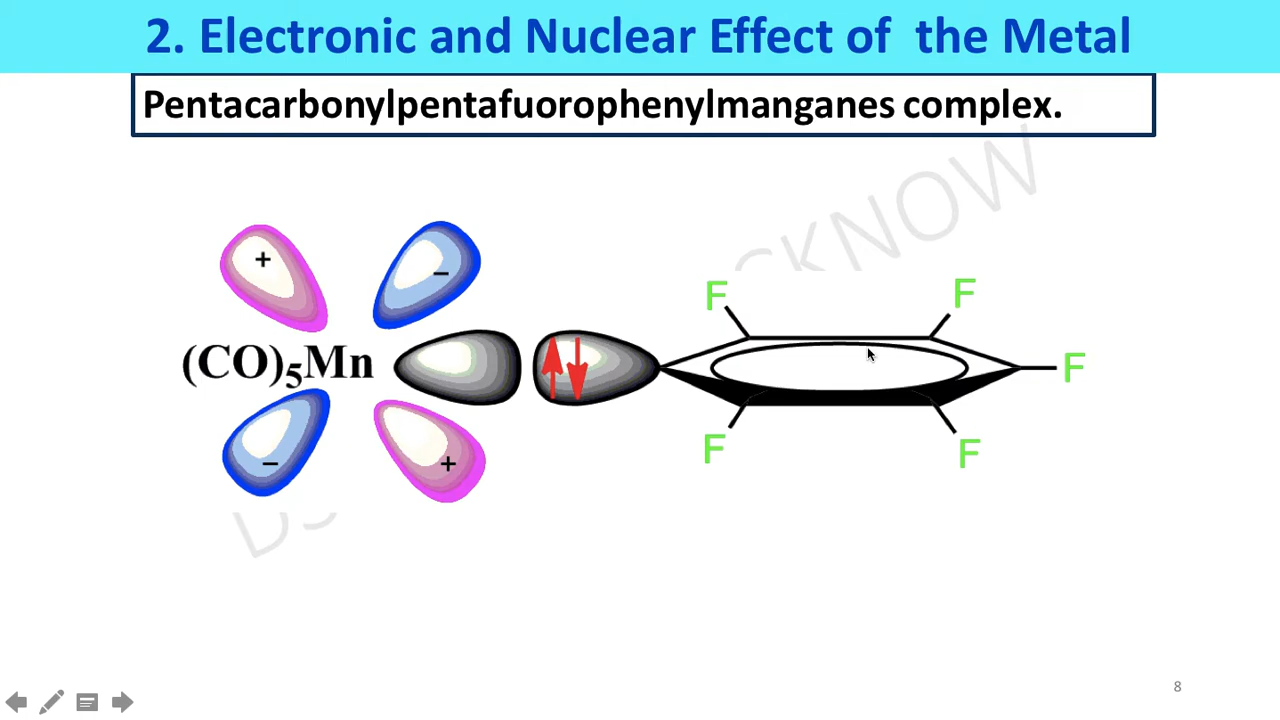 2. Electronic and Nuclear Effect of the Metal
Pentacarbonylpentafuorophenylmanganes complex.
+
−
F
F
(CO)5Mn
F
−
+
F
F
8